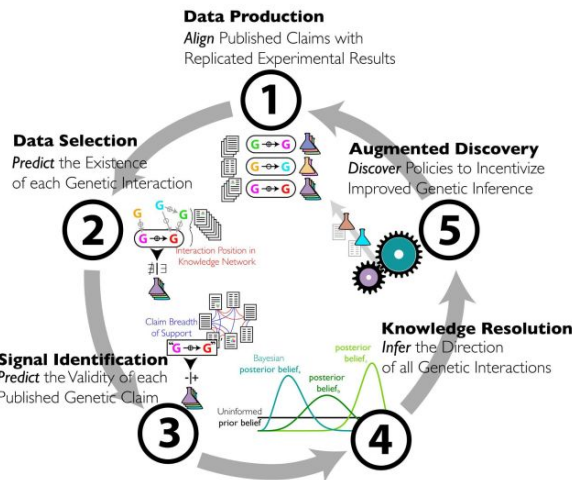 Data Production
Align Published Claims with
Replicated Experimental Results
1
G G
G G
G G
Data Selection
Predict the Existence
of each Genetic Interaction
2
G G G
G G
Interaction Position in
Knowledge Network
∄|∃
Augmented Discovery
Discover Policies to Incentivize
Improved Genetic Inference
5
Claim Breadth
of Support
"G G"
-|+
Signal Identification
Predict the Validity of each
Published Genetic Claim
3
Knowledge Resolution
Infer the Direction
of all Genetic Interactions
posterior
belief
Bayesian
posterior belief
posterior
belief
Uninformed
prior belief
4